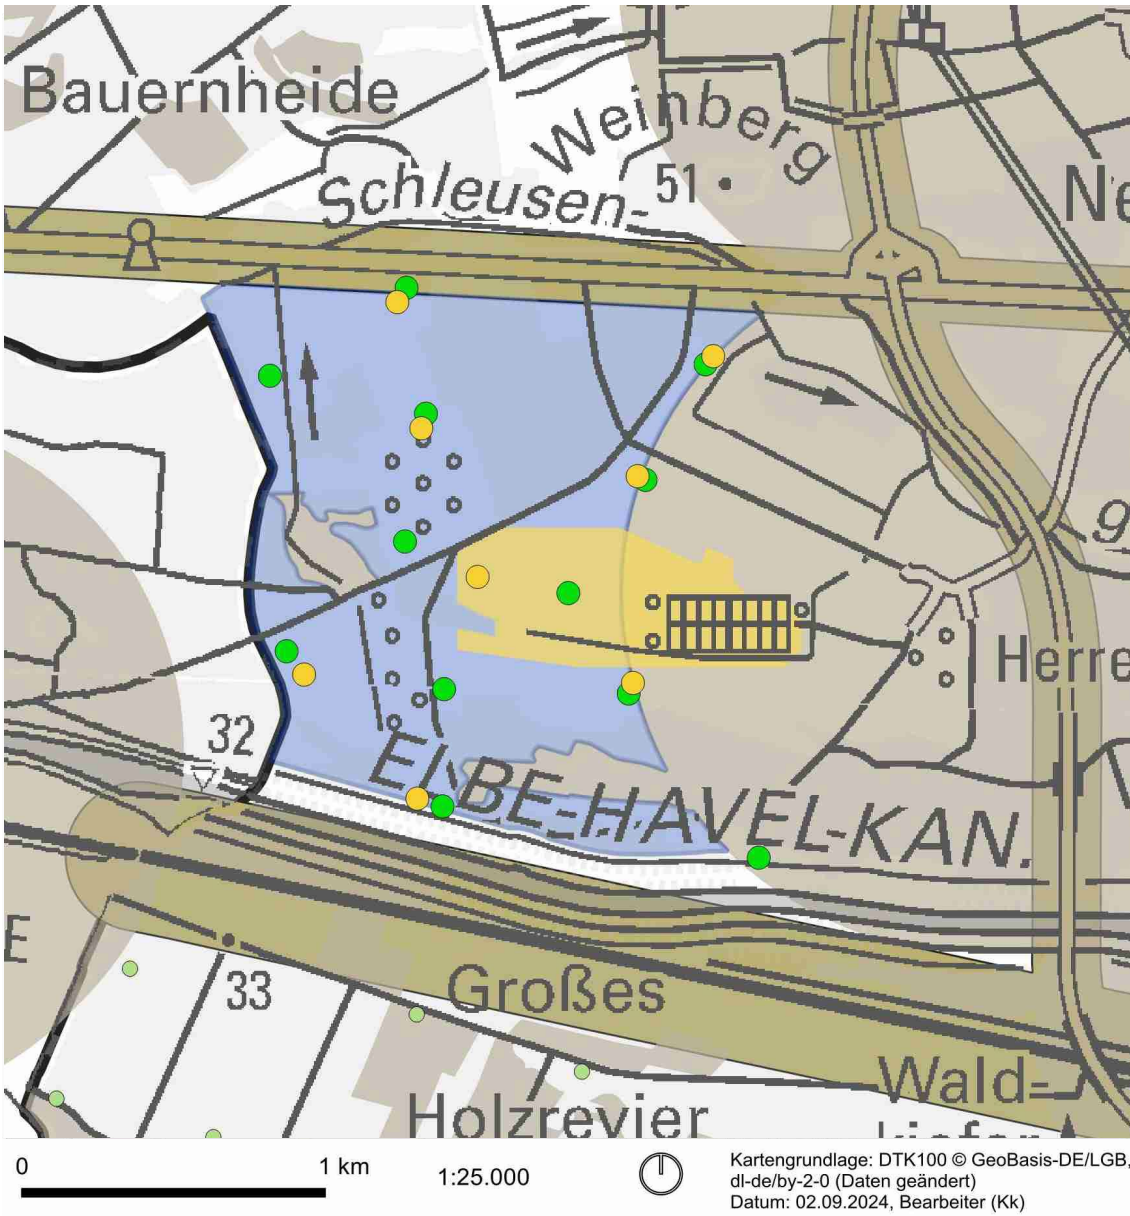 Bauernheide
Weinberg
Schleusen-
51
Ne
9
32
Herre
ELBE-HAVEL-KAN.
E
33
Großes
Wald-
Holzrevier
kiefer
0 1 km
1:25.000
Kartengrundlage: DTK100 © GeoBasis-DE/LGB,
dl-de/by-2-0 (Daten geändert)
Datum: 02.09.2024, Bearbeiter (Kk)